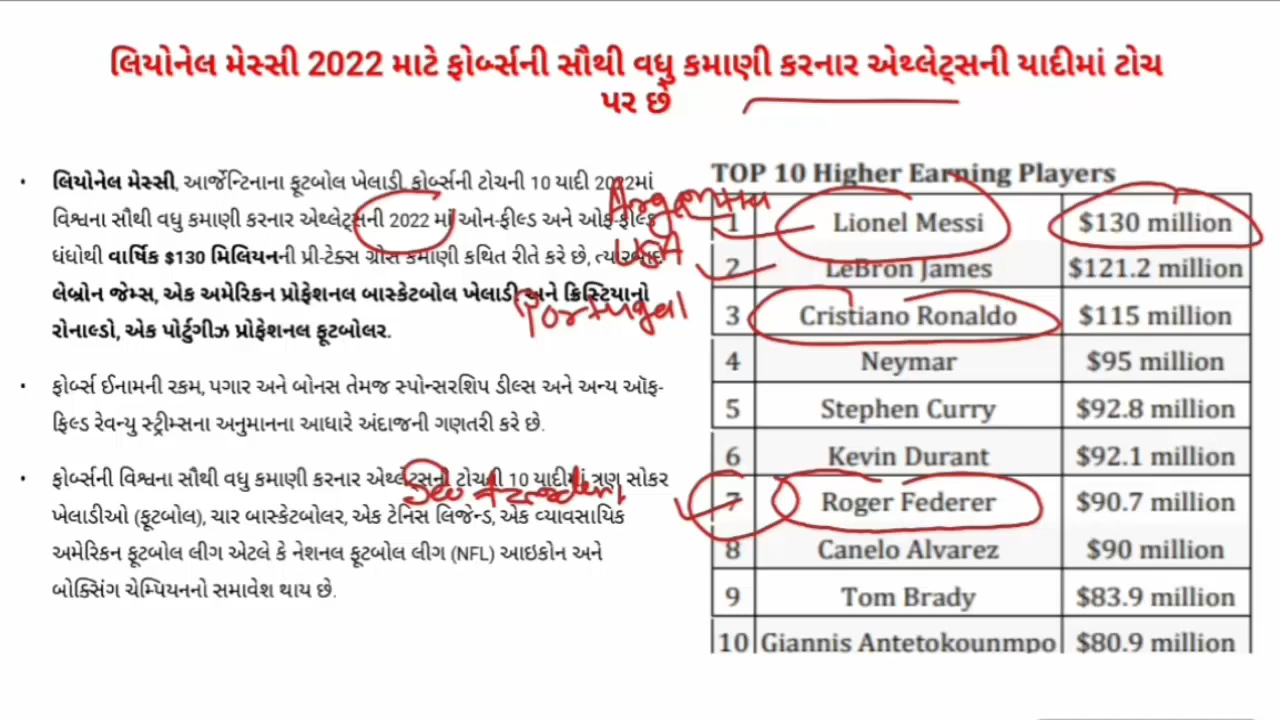 લિયોનેલ મેસ્સી 2022 માટે ફોર્બ્સની સૌથી વધુ કમાણી કરનાર એથ્લેટ્સની યાદીમાં ટોચ
પર છે
• લિયોનેલ મેસ્સી, આર્જેન્ટિનાના ફૂટબોલ ખેલાડી, ફોર્બ્સની ટોચની 10 યાદી 2022માં
વિશ્વના સૌથી વધુ કમાણી કરનાર એથ્લેટ્સની 2022 માં ઓન-ફીલ્ડ અને ઓફ-ફીલ્ડ
ધંધોથી વાર્ષિક $130 મિલિયનની પ્રી-ટેક્સ ગ્રોસ કમાણી કથિત રીતે કરે છે, ત્યારબાદ
લેબ્રોન જેમ્સ, એક અમેરિકન પ્રોફેશનલ બાસ્કેટબોલ ખેલાડી અને ક્રિસ્ટિયાનો
રોનાલ્ડો, એક પોર્ટુગીઝ પ્રોફેશનલ ફૂટબોલર.
• ફોર્બ્સ ઈનામની રકમ, પગાર અને બોનસ તેમજ સ્પોન્સરશિપ ડીલ્સ અને અન્ય ઑફ-
ફિલ્ડ રેવન્યુ સ્ટ્રીમ્સના અનુમાનના આધારે અંદાજની ગણતરી કરે છે.
• ફોર્બ્સની વિશ્વના સૌથી વધુ કમાણી કરનાર એથ્લેટ્સની ટોચની 10 યાદીમાં ત્રણ સોકર
ખેલાડીઓ (ફૂટબોલ), ચાર બાસ્કેટબોલર, એક ટેનિસ લિજેન્ડ, એક વ્યાવસાયિક
અમેરિકન ફૂટબોલ લીગ એટલે કે નેશનલ ફૂટબોલ લીગ (NFL) આઇકોન અને
બોક્સિંગ ચેમ્પિયનનો સમાવેશ થાય છે.
TOP 10 Higher Earning Players
1 Lionel Messi $130 million
2 LeBron James $121.2 million
3 Cristiano Ronaldo $115 million
4 Neymar $95 million
5 Stephen Curry $92.8 million
6 Kevin Durant $92.1 million
7 Roger Federer $90.7 million
8 Canelo Alvarez $90 million
9 Tom Brady $83.9 million
10 Giannis Antetokounmpo $80.9 million
USA
Portugal